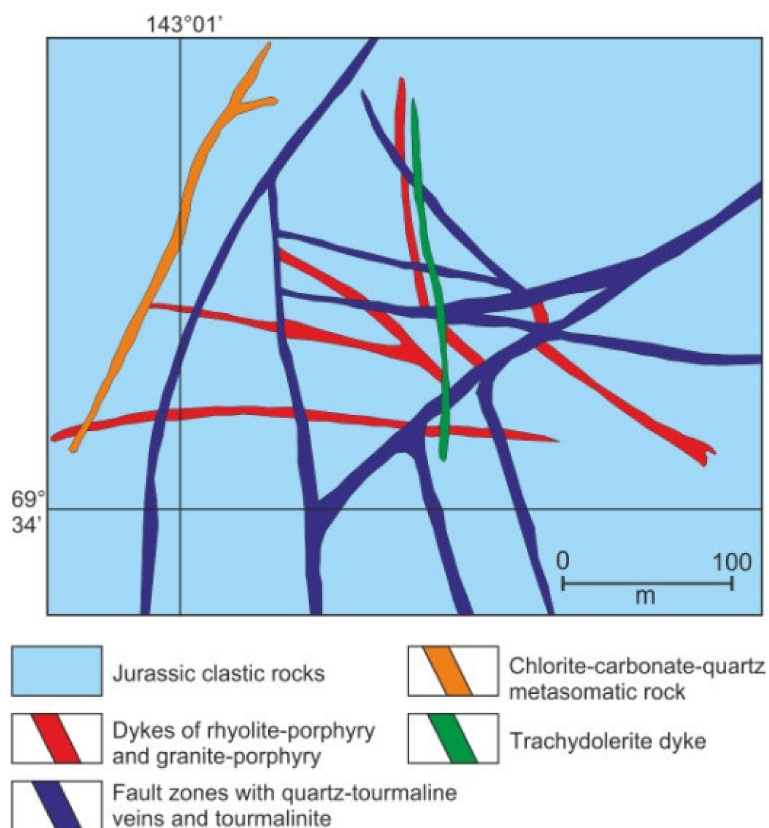 143°01’
69°
34’
0 100
m
Jurassic clastic rocks
Chlorite-carbonate-quartz
metasomatic rock
Dykes of rhyolite-porphyry
and granite-porphyry
Trachydolerite dyke
Fault zones with quartz-tourmaline
veins and tourmalinite